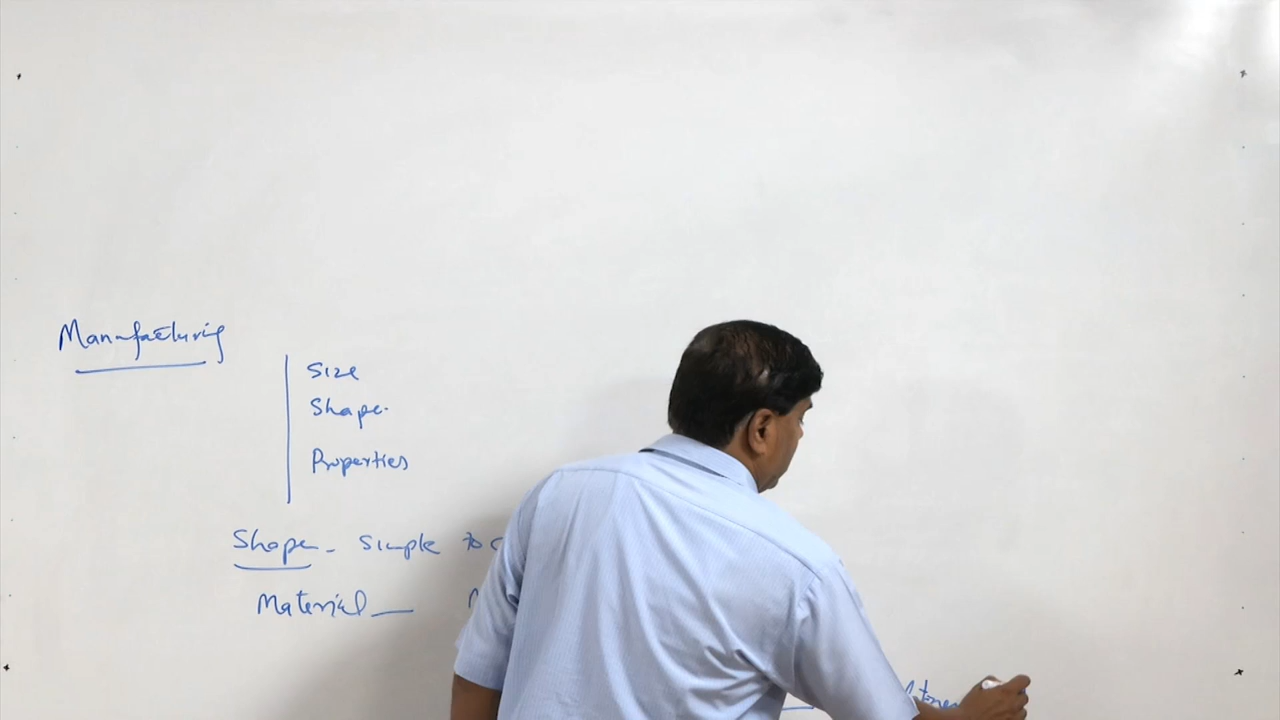 Manufacturing
Size
Shape.
Properties
Shape - Simple to
Material —